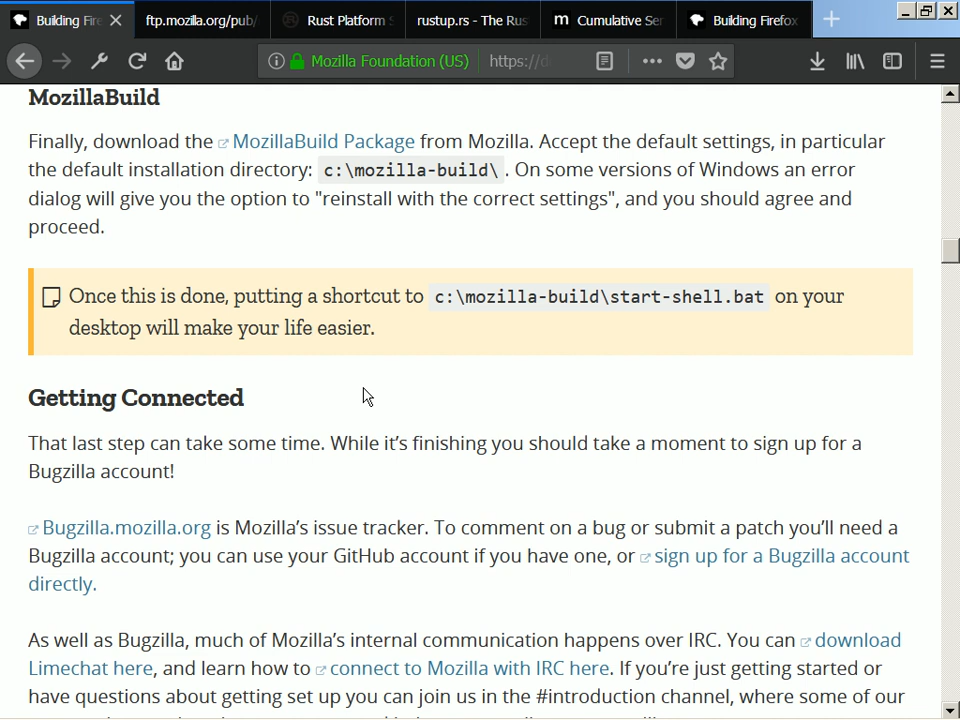 Building Fire
ftp.mozilla.org/pub/
Rust Platform S
rustup.rs - The Rus
m Cumulative Ser
Building Firefox
Mozilla Foundation (US) https://d
MozillaBuild
Finally, download the MozillaBuild Package from Mozilla. Accept the default settings, in particular
the default installation directory: c:\mozilla-build\ . On some versions of Windows an error
dialog will give you the option to "reinstall with the correct settings", and you should agree and
proceed.
Once this is done, putting a shortcut to c:\mozilla-build\start-shell.bat on your
desktop will make your life easier.
Getting Connected
That last step can take some time. While it’s finishing you should take a moment to sign up for a
Bugzilla account!
Bugzilla.mozilla.org is Mozilla’s issue tracker. To comment on a bug or submit a patch you’ll need a
Bugzilla account; you can use your GitHub account if you have one, or sign up for a Bugzilla account
directly.
As well as Bugzilla, much of Mozilla’s internal communication happens over IRC. You can download
Limechat here, and learn how to connect to Mozilla with IRC here. If you’re just getting started or
have questions about getting set up you can join us in the #introduction channel, where some of our